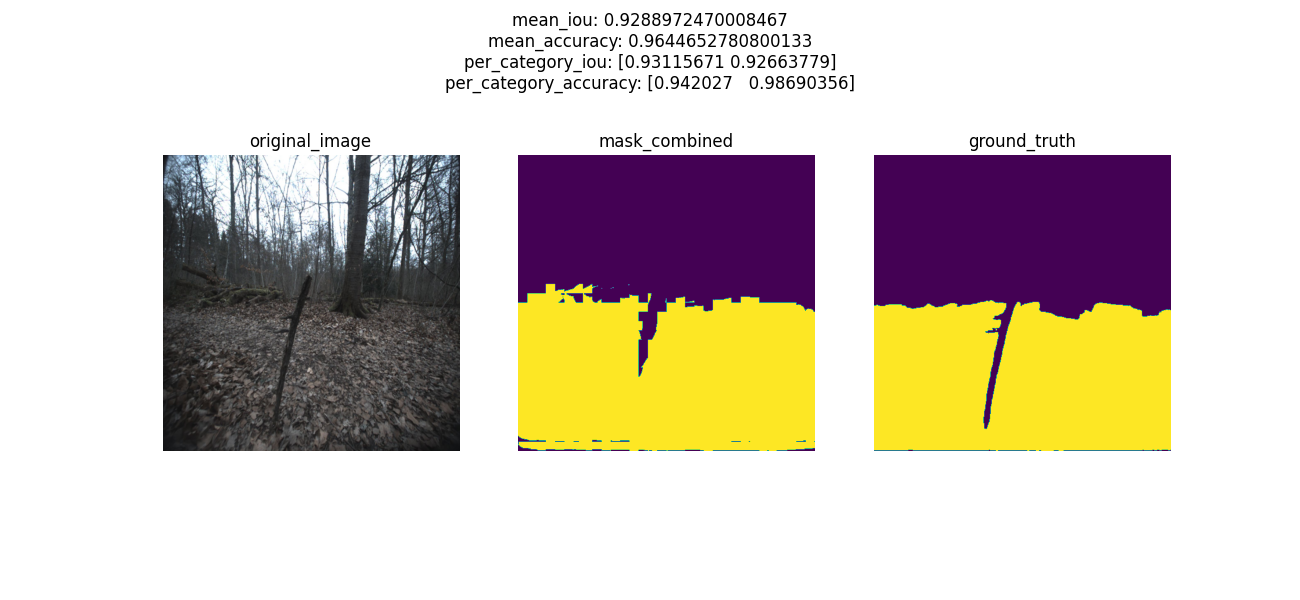 mean_iou: 0.9288972470008467
mean_accuracy: 0.9644652780800133
per_category_iou: [0.93115671 0.92663779]
per_category_accuracy: [0.942027   0.98690356]
original_image
mask_combined
ground_truth